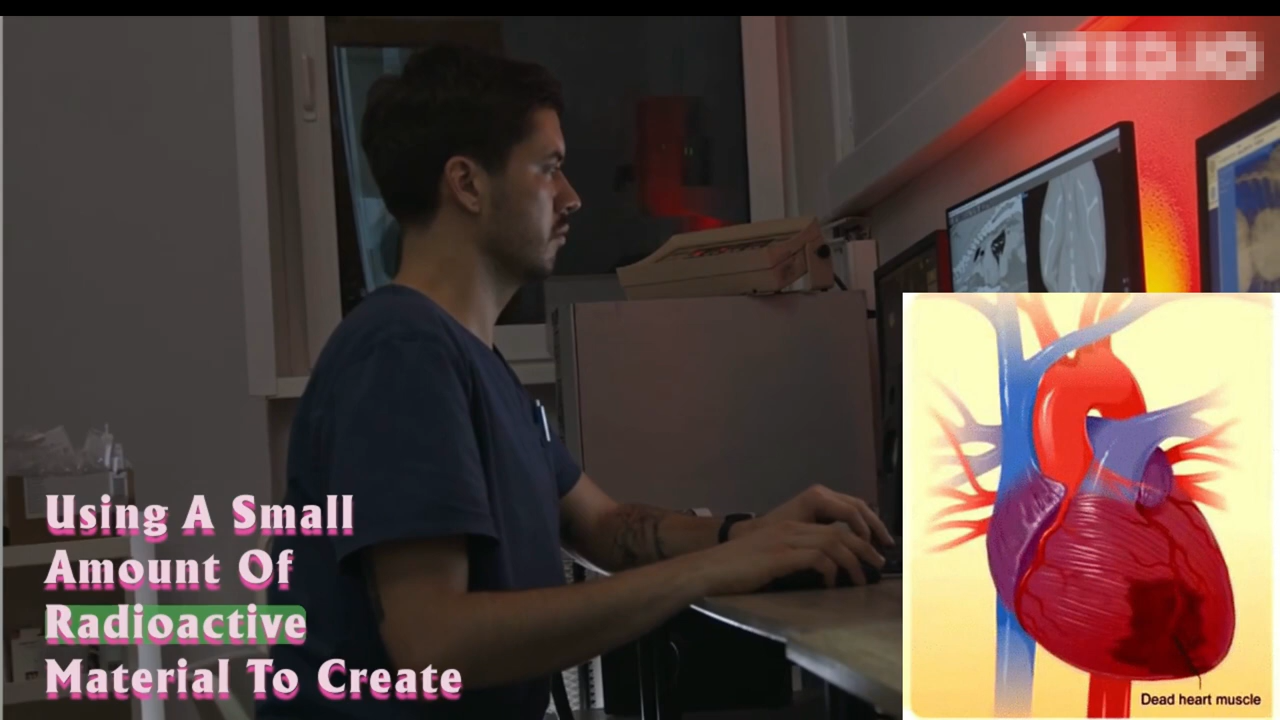 Using A Small
Amount Of
Radioactive
Material To Create
Dead heart muscle